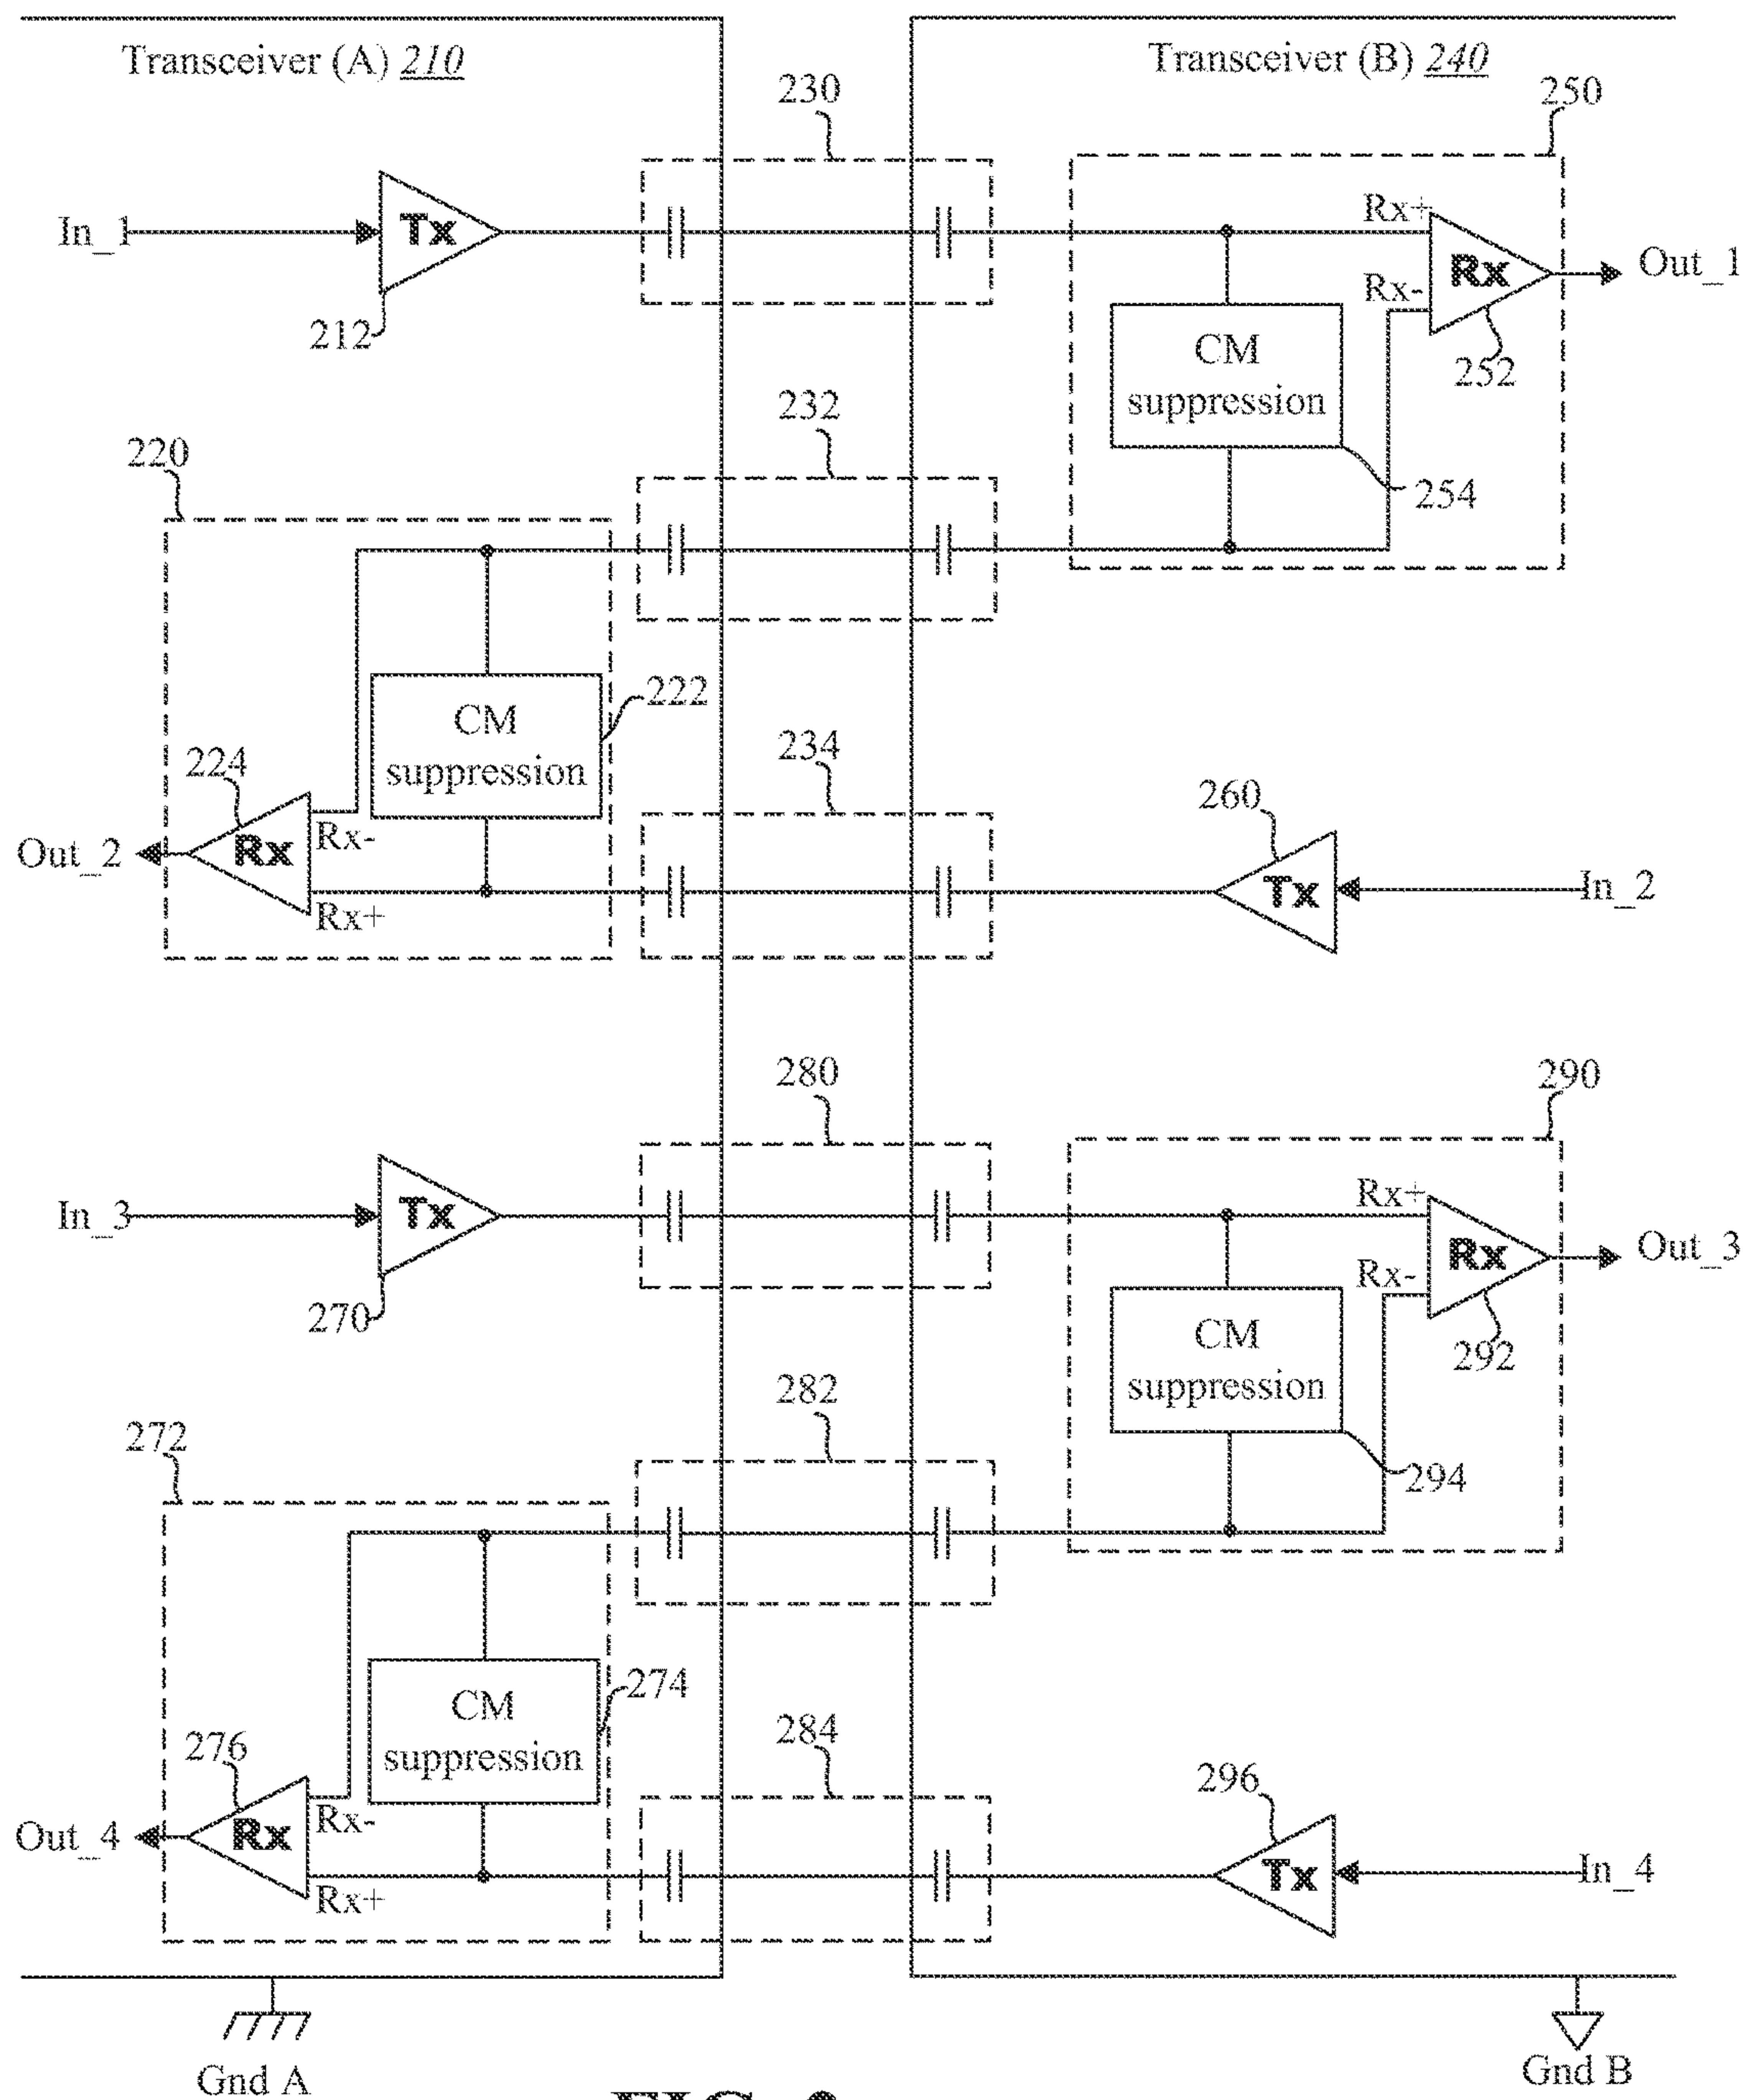 Transceiver (A) 210
Transceiver (B) 240
230
250
In_1
Tx
212
Rx+
Rx-
Rx
252
Out_1
CM
suppression
254
232
220
CM
suppression
222
224
Rx
Rx-
Rx+
Out_2
234
260
Tx
In_2
280
290
In_3
Tx
270
Rx+
Rx-
Rx
292
Out_3
CM
suppression
294
282
272
CM
suppression
274
276
Rx
Rx-
Rx+
Out_4
284
296
Tx
In_4
Gnd A
Gnd B